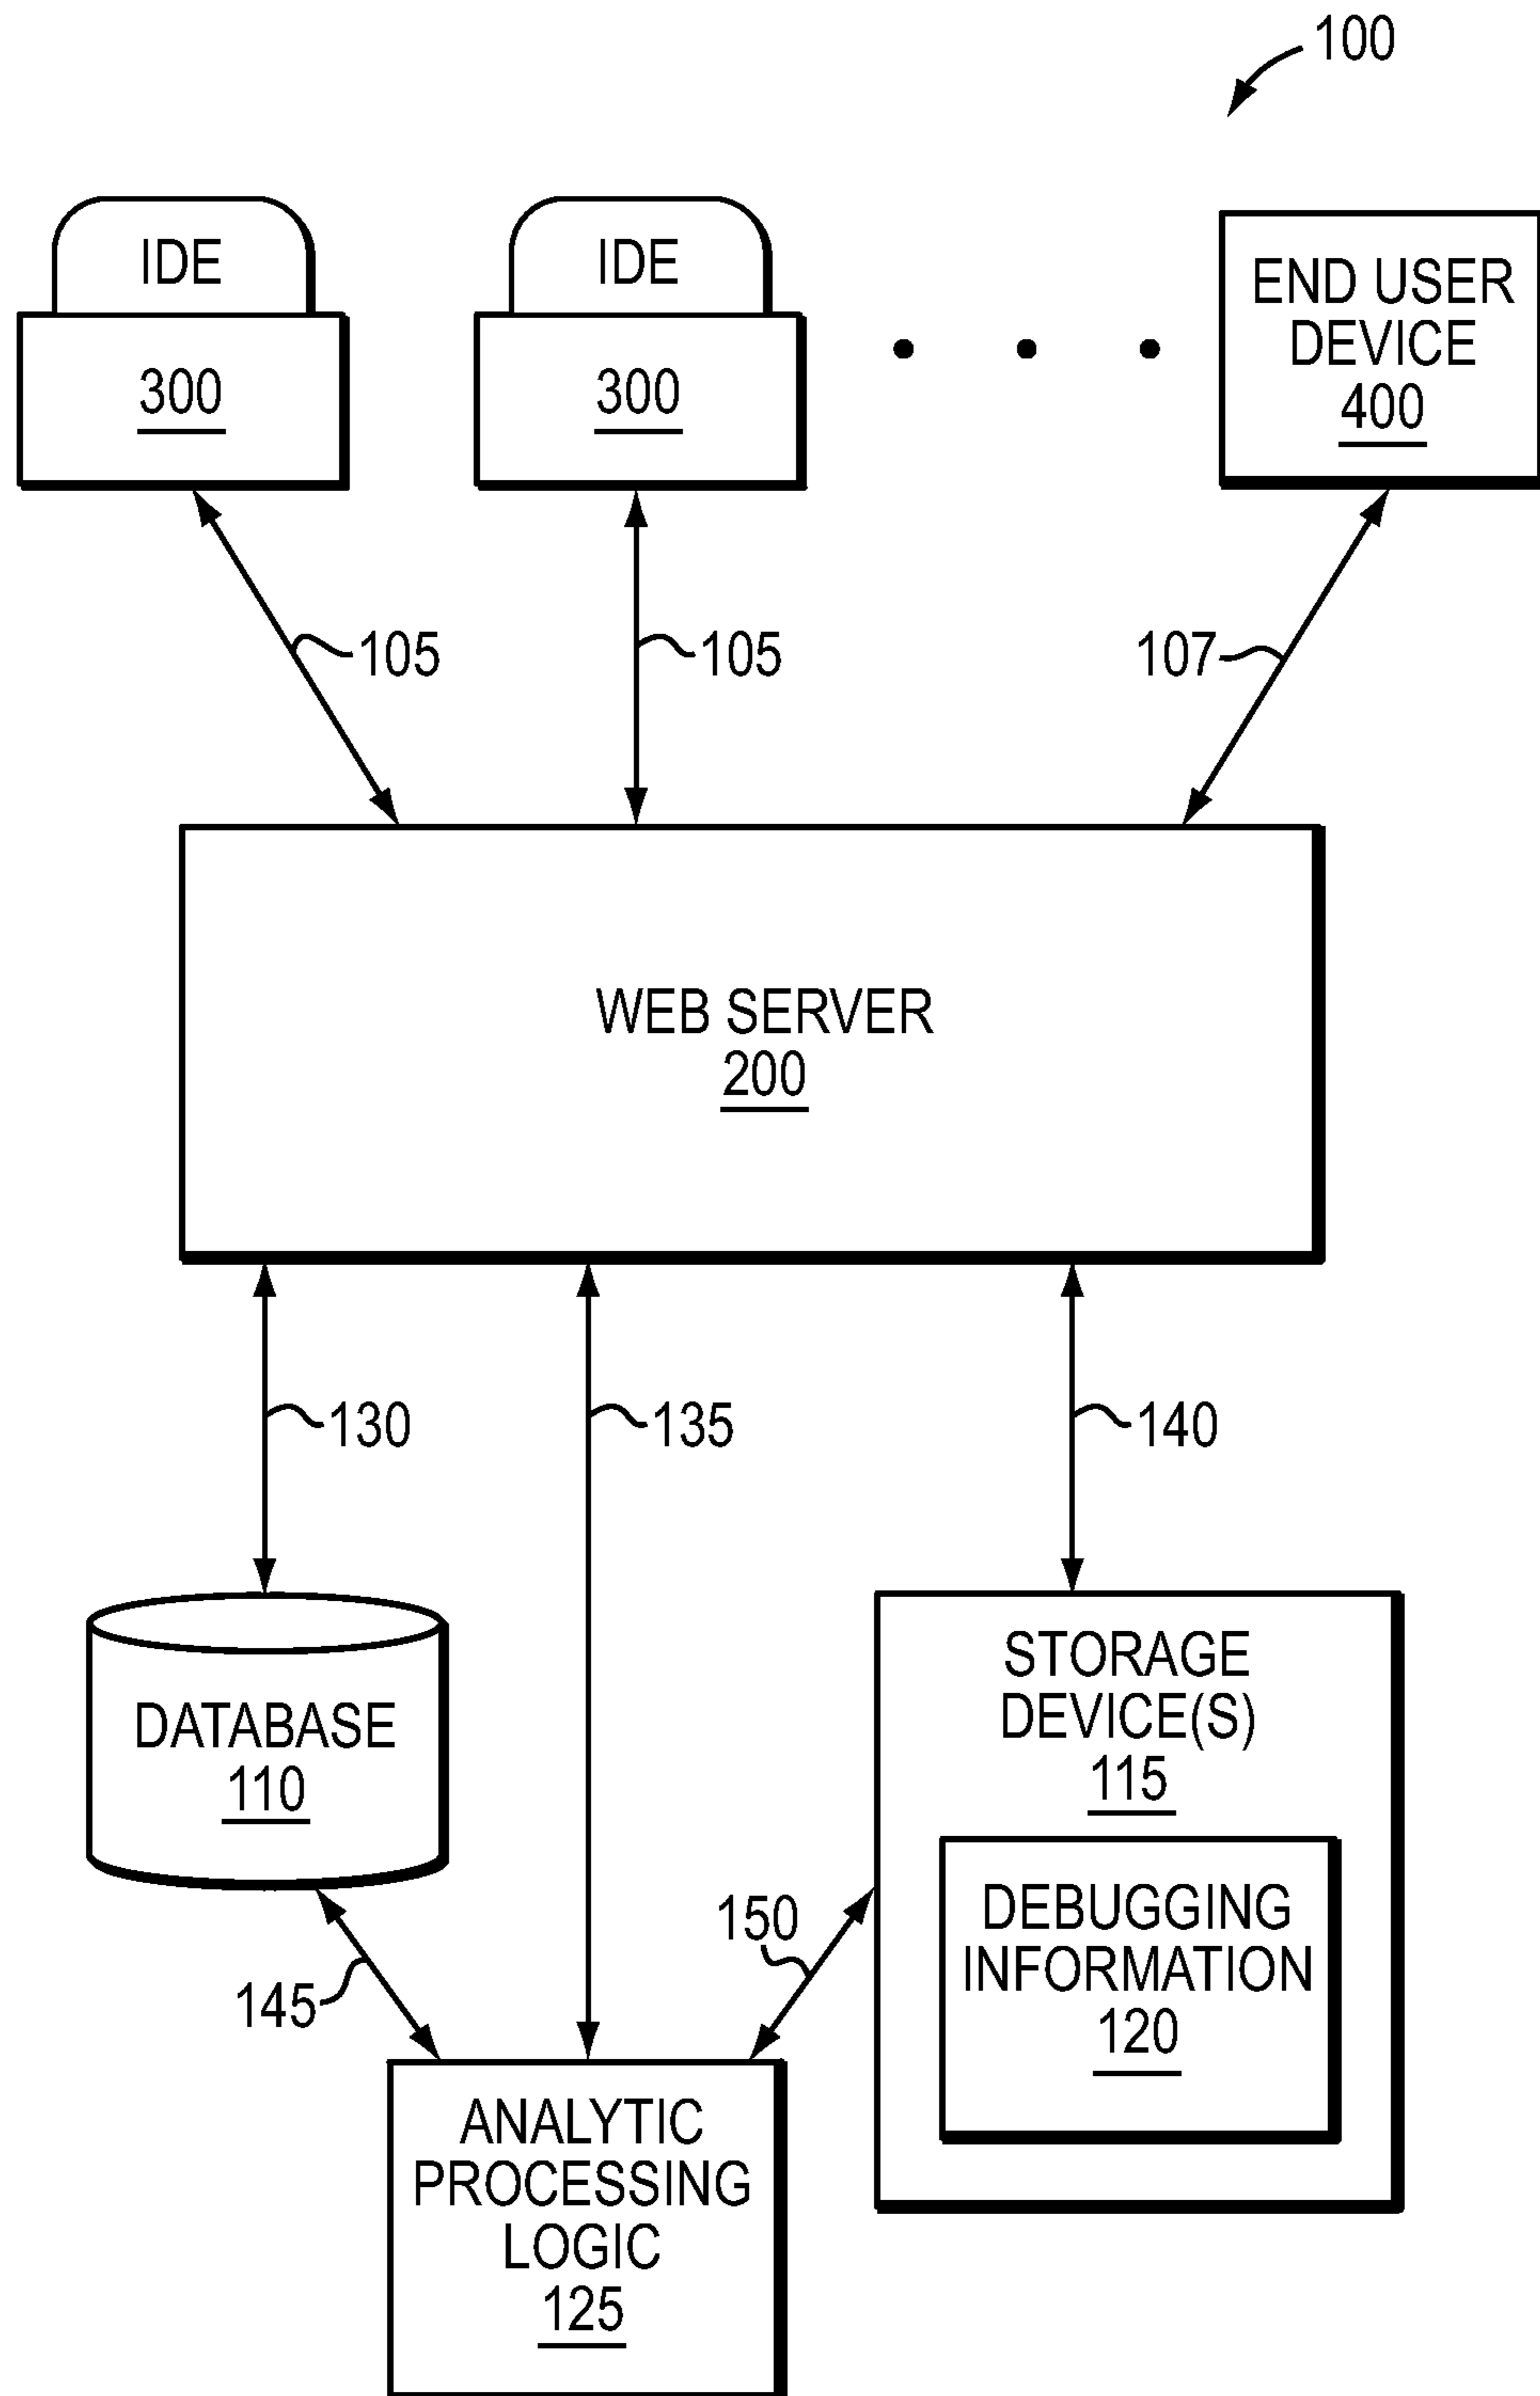 100
IDE
IDE
END USER
DEVICE
400
300
300
105
105
107
WEB SERVER
200
130
135
140
STORAGE
DEVICE(S)
115
DATABASE
110
DEBUGGING
INFORMATION
120
150
145
ANALYTIC
PROCESSING
LOGIC
125